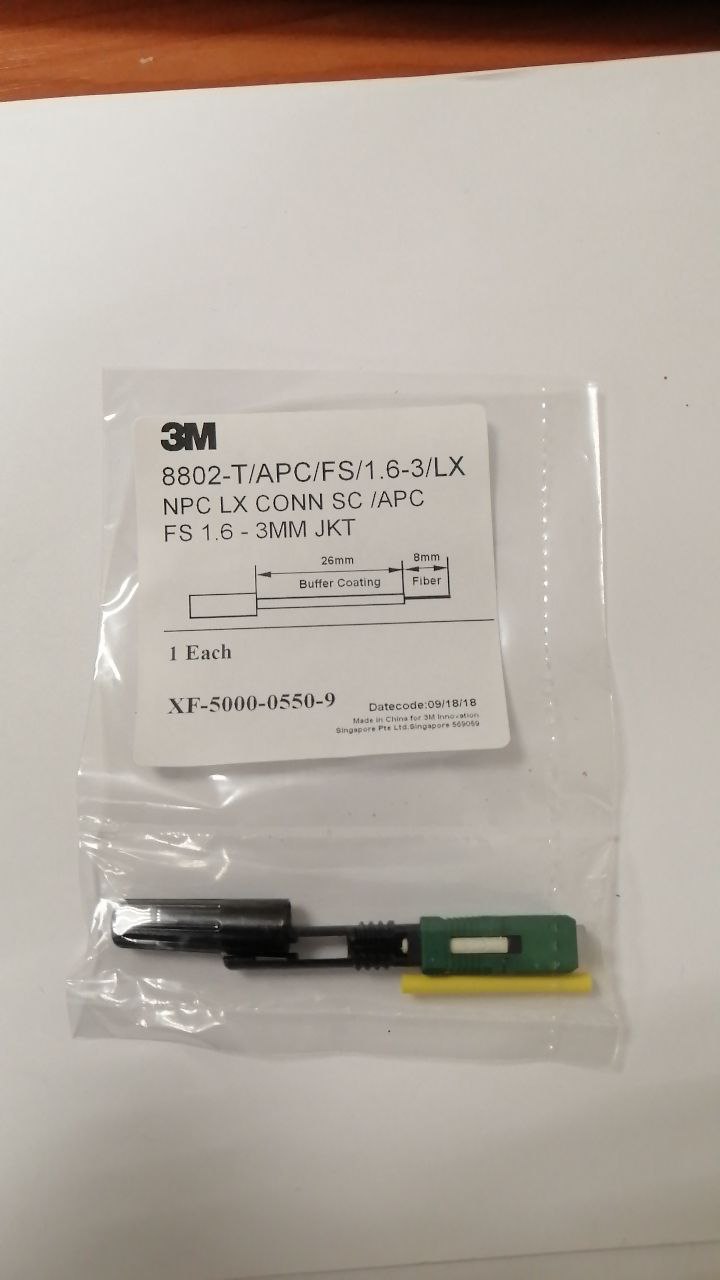 3M
8802-T/APC/FS/1.6-3/LX
NPC LX CONN SC /APC
FS 1.6 - 3MM JKT
26mm 8mm
Buffer Coating Fiber
1 Each
XF-5000-0550-9 Datecode:09/18/18
Made in China for 3M Innovation
Singapore Pte Ltd.Singapore 569059